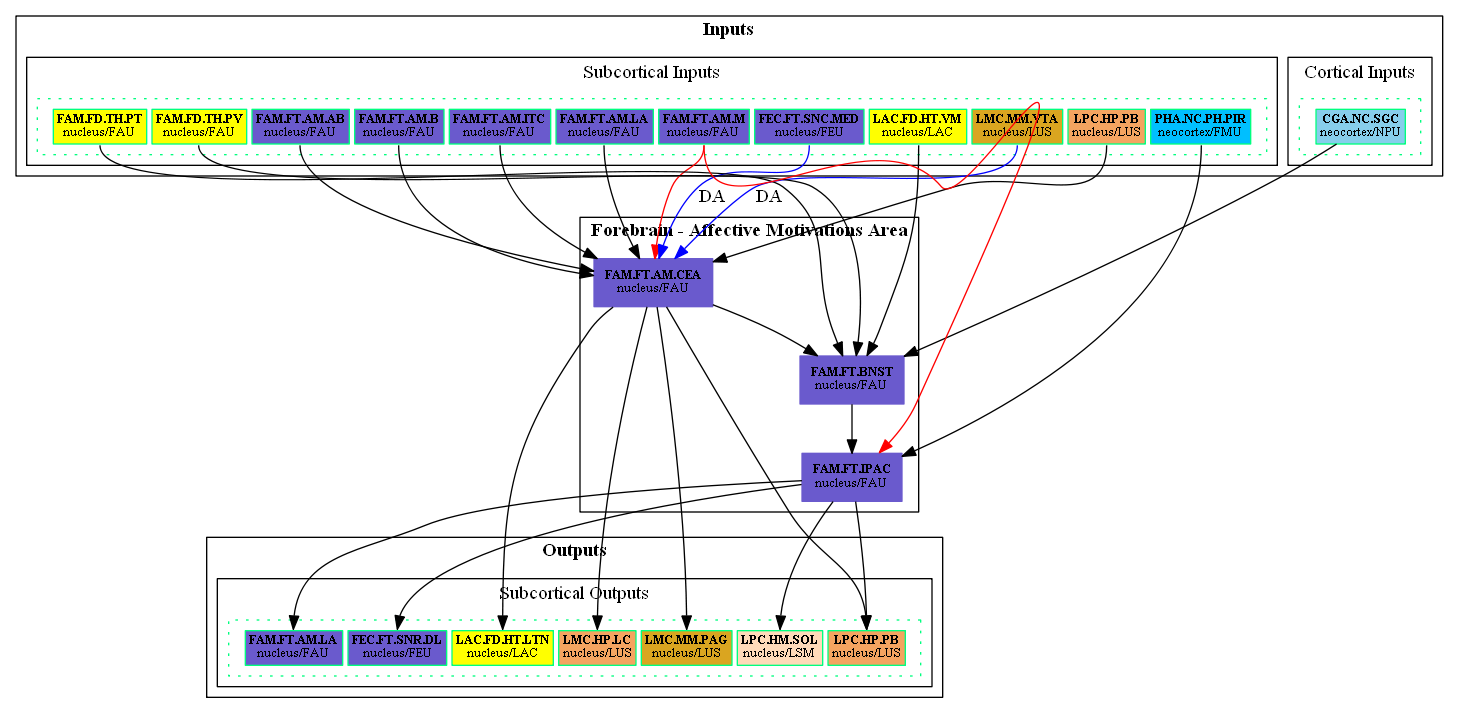 Inputs
Subcortical Inputs
Cortical Inputs
FAM.FD.TH.PT
nucleus/FAU
FAM.FD.TH.PV
nucleus/FAU
FAM.FT.AM.AB
nucleus/FAU
FAM.FT.AM.B
nucleus/FAU
FAM.FT.AM.ITC
nucleus/FAU
FAM.FT.AM.LA
nucleus/FAU
FAM.FT.AM.M
nucleus/FAU
FEC.FT.SNC.MED
nucleus/FEU
LAC.FD.HT.VM
nucleus/LAC
LMC.MM.VTA
nucleus/LUS
LPC.HP.PB
nucleus/LUS
PHA.NC.PH.PIR
neocortex/FMU
CGA.NC.SGC
neocortex/NPU
DA
DA
Forebrain - Affective Motivations Area
FAM.FT.AM.CEA
nucleus/FAU
FAM.FT.BNST
nucleus/FAU
FAM.FT.IPAC
nucleus/FAU
Outputs
Subcortical Outputs
FAM.FT.AM.LA
nucleus/FAU
FEC.FT.SNR.DL
nucleus/FEU
LAC.FD.HT.LTN
nucleus/LAC
LMC.HP.LC
nucleus/LUS
LMC.MM.PAG
nucleus/LUS
LPC.HM.SOL
nucleus/LSM
LPC.HP.PB
nucleus/LUS